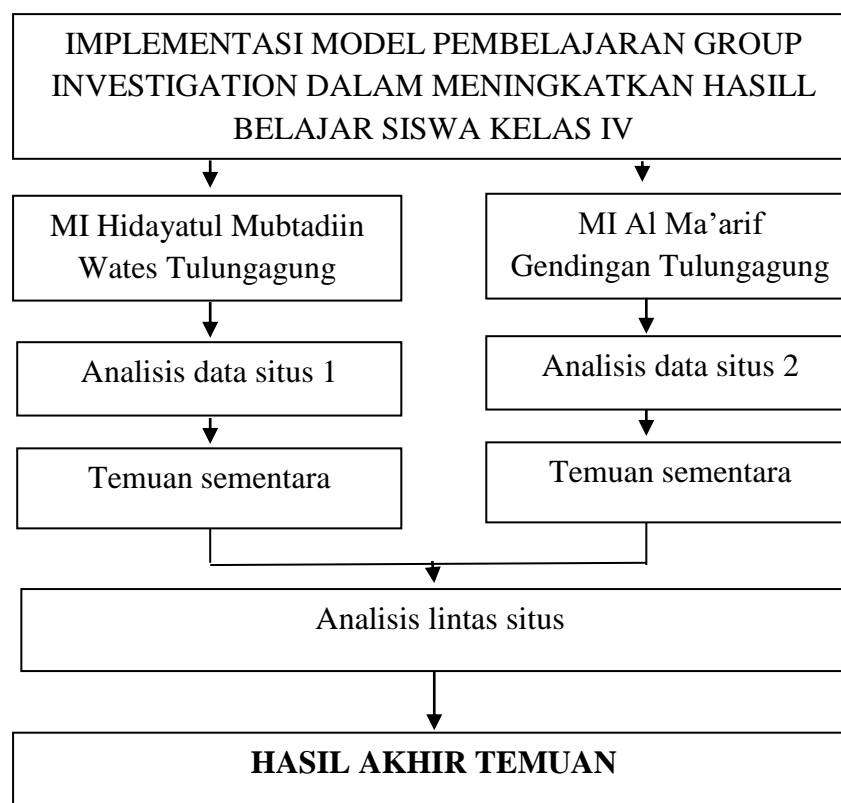 IMPLEMENTASI MODEL PEMBELAJARAN GROUP
INVESTIGATION DALAM MENINGKATKAN HASILL
BELAJAR SISWA KELAS IV
MI Hidayatul Mubtadiin
Wates Tulungagung
MI Al Ma’arif
Gendingan Tulungagung
Analisis data situs 1
Analisis data situs 2
Temuan sementara
Temuan sementara
Analisis lintas situs
HASIL AKHIR TEMUAN